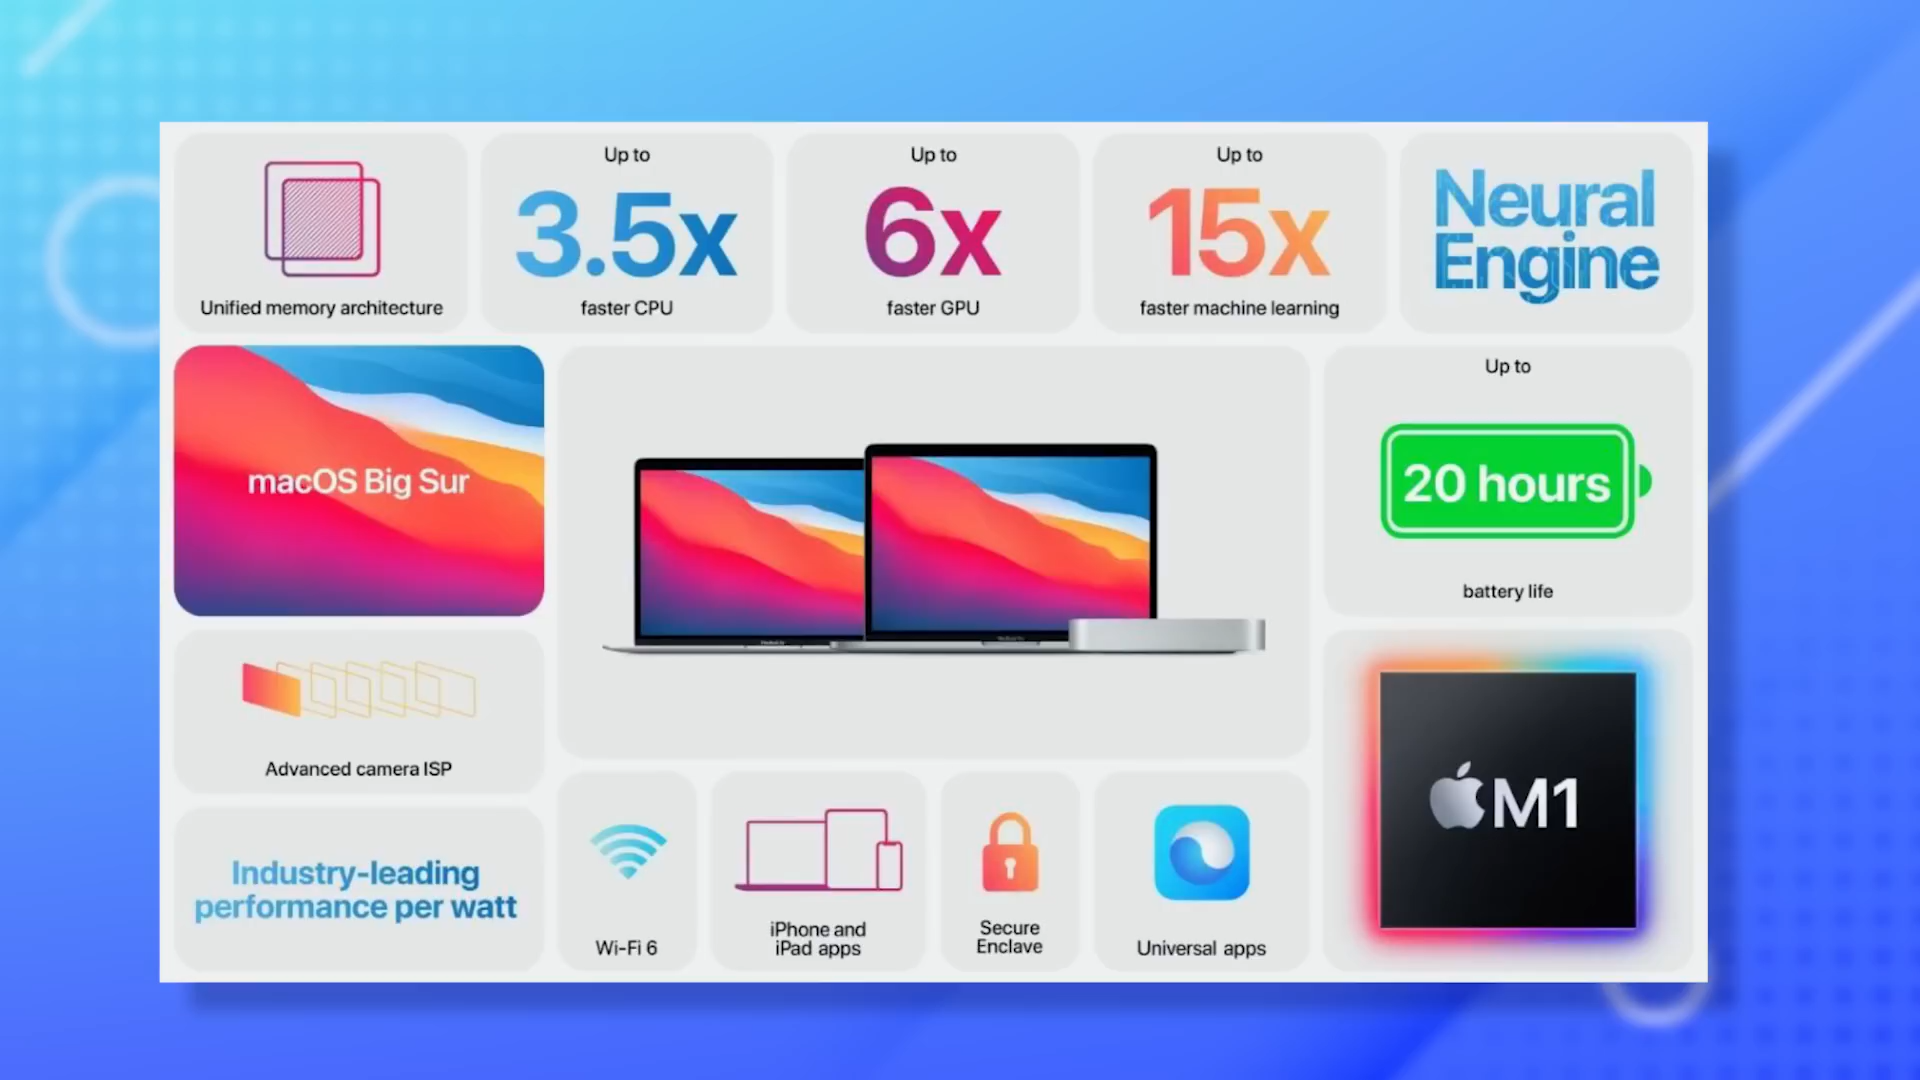 Unified memory architecture
Up to
3.5x
faster CPU
Up to
6x
faster GPU
Up to
15x
faster machine learning
Neural
Engine
macOS Big Sur
Up to
20 hours
battery life
Advanced camera ISP
Industry-leading
performance per watt
Wi-Fi 6
iPhone and
iPad apps
Secure
Enclave
Universal apps
M1